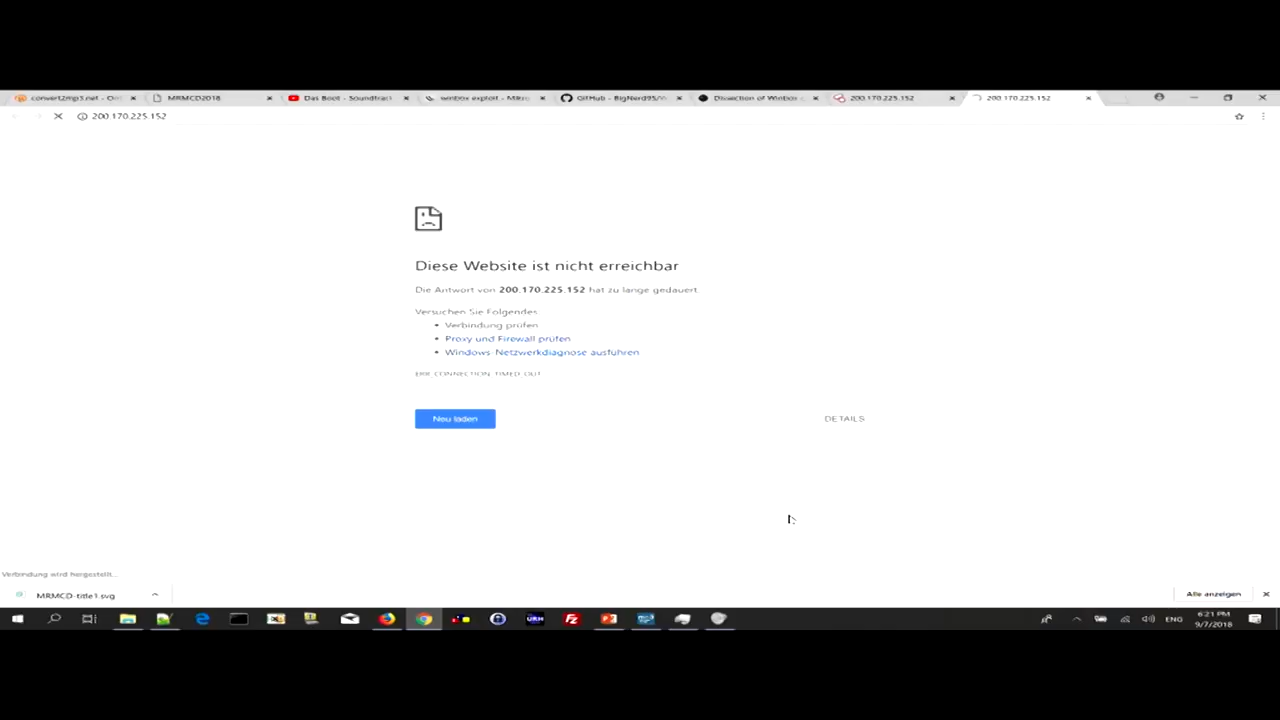 convert2mp3.net - On
MRMCD2018
Das Boot - Soundtrack
winbox exploit - Mikro
GitHub - BigNerd95/W
Dissection of Winbox c
200.170.225.152
200.170.225.152
200.170.225.152
Diese Website ist nicht erreichbar
Die Antwort von 200.170.225.152 hat zu lange gedauert.
Versuchen Sie Folgendes:
Verbindung prüfen
Proxy und Firewall prüfen
Windows-Netzwerkdiagnose ausführen
ERR_CONNECTION_TIMED_OUT
Neu laden
DETAILS
Verbindung wird hergestellt...
MRMCD-title1.svg
Alle anzeigen
URH
ENG
6:21 PM
9/7/2018